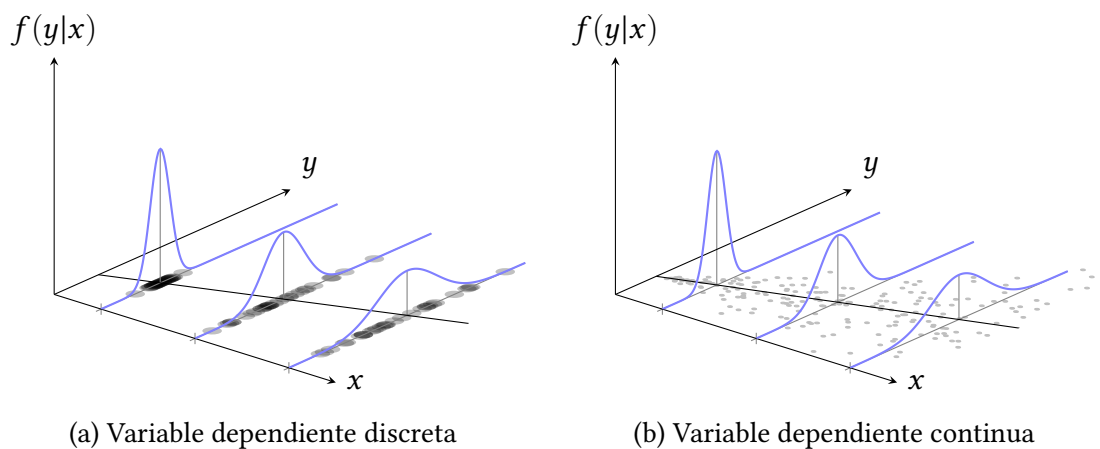 f(y|x)
y
x
(a) Variable dependiente discreta
f(y|x)
y
x
(b) Variable dependiente continua